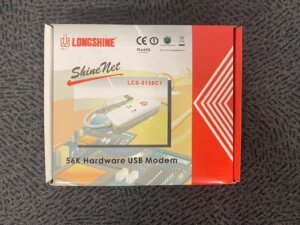 LONGSHINE
ShineNet
LCS-8156C1
56K Hardware USB Modem